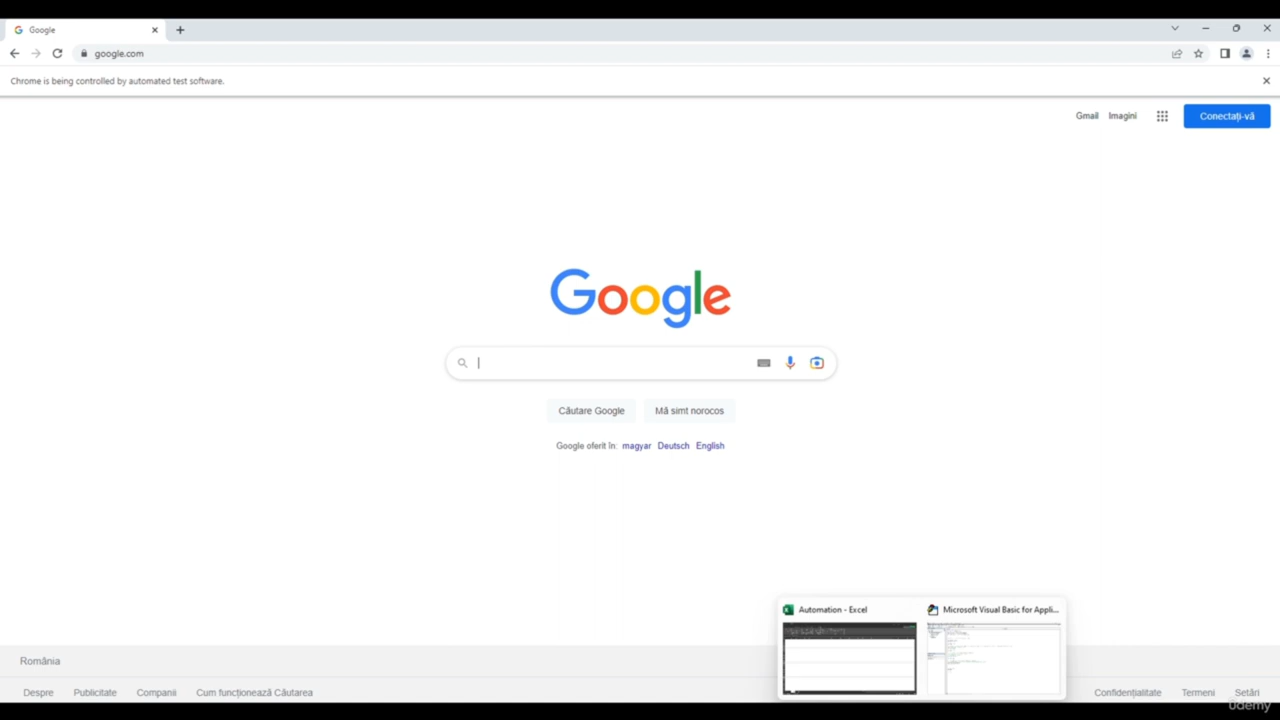 Google
google.com
Chrome is being controlled by automated test software.
Gmail Imagini Conectați-vă
Google
Căutare Google Mă simt norocos
Google oferit în: magyar Deutsch English
Automation - Excel Microsoft Visual Basic for Appli...
România
Despre Publicitate Companii Cum funcționează Căutarea Confidențialitate Termeni Setări
ûdemy